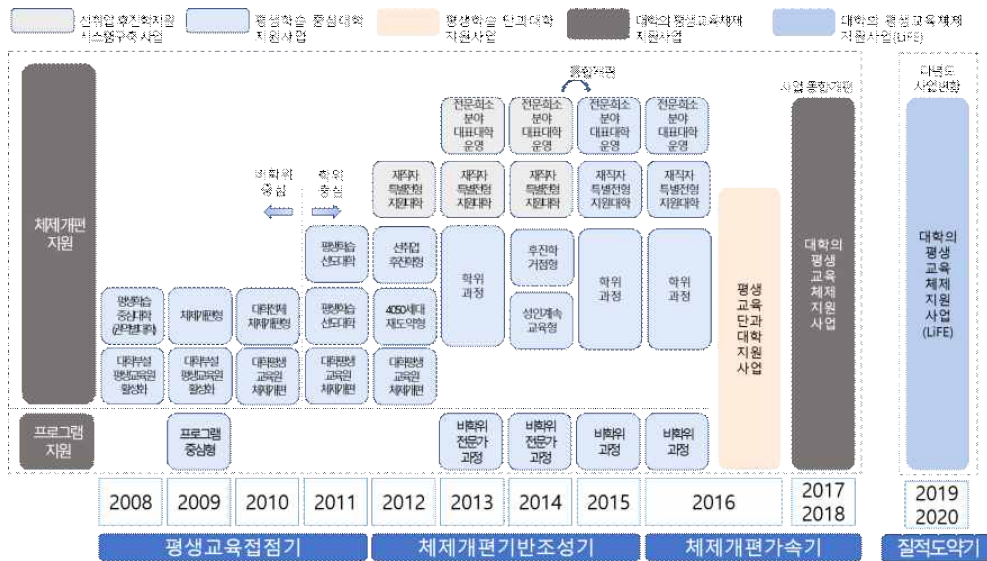 선취업 후진학지원
시스템구축 사업
평생학습 중심대학
지원사업
평생학습 단과대학
지원사업
대학의 평생교육체제
지원사업
대학의 평생교육체제
지원사업(LiFE)
통합개편
사업 통합개편
다년도
사업변환
체제개편
지원
비학위
중심
학위
중심
전문희소
분야
대표대학
운영
전문희소
분야
대표대학
운영
전문희소
분야
대표대학
운영
전문희소
분야
대표대학
운영
재직자
특별전형
지원대학
재직자
특별전형
지원대학
재직자
특별전형
지원대학
재직자
특별전형
지원대학
재직자
특별전형
지원대학
평생학습
선도대학
선취업
후진학형
학위
과정
후진학
거점형
성인계속
교육형
학위
과정
학위
과정
평생학습
중심대학
(권역별대학)
체제개편형
대학전체
체제개편형
평생학습
선도대학
4050세대
재도약형
대학부설
평생교육원
활성화
대학부설
평생교육원
활성화
대학평생
교육원
체제개편
대학평생
교육원
체제개편
대학평생
교육원
체제개편
평생
교육
단과
대학
지원
사업
대학의
평생
교육
체제
지원
사업
대학의
평생
교육
체제
지원
사업
(LiFE)
프로그램
지원
프로그램
중심형
비학위
전문가
과정
비학위
전문가
과정
비학위
과정
비학위
과정
2008
2009
2010
2011
2012
2013
2014
2015
2016
2017
2018
2019
2020
평생교육접점기
체제개편기반조성기
체제개편가속기
질적도약기